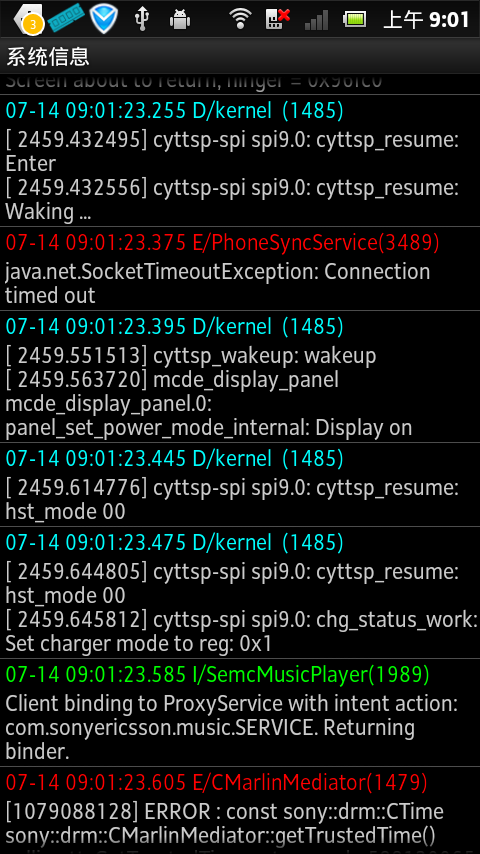 3
上午 9:01
系统信息
Screen about to return, flinger = 0x96fc0
07-14 09:01:23.255 D/kernel (1485)
[ 2459.432495] cyttsp-spi spi9.0: cyttsp_resume:
Enter
[ 2459.432556] cyttsp-spi spi9.0: cyttsp_resume:
Waking ...
07-14 09:01:23.375 E/PhoneSyncService(3489)
java.net.SocketTimeoutException: Connection
timed out
07-14 09:01:23.395 D/kernel (1485)
[ 2459.551513] cyttsp_wakeup: wakeup
[ 2459.563720] mcde_display_panel
mcde_display_panel.0:
panel_set_power_mode_internal: Display on
07-14 09:01:23.445 D/kernel (1485)
[ 2459.614776] cyttsp-spi spi9.0: cyttsp_resume:
hst_mode 00
07-14 09:01:23.475 D/kernel (1485)
[ 2459.644805] cyttsp-spi spi9.0: cyttsp_resume:
hst_mode 00
[ 2459.645812] cyttsp-spi spi9.0: chg_status_work:
Set charger mode to reg: 0x1
07-14 09:01:23.585 I/SemcMusicPlayer(1989)
Client binding to ProxyService with intent action:
com.sonyericsson.music.SERVICE. Returning
binder.
07-14 09:01:23.605 E/CMarlinMediator(1479)
[1079088128] ERROR : const sony::drm::CTime
sony::drm::CMarlinMediator::getTrustedTime()